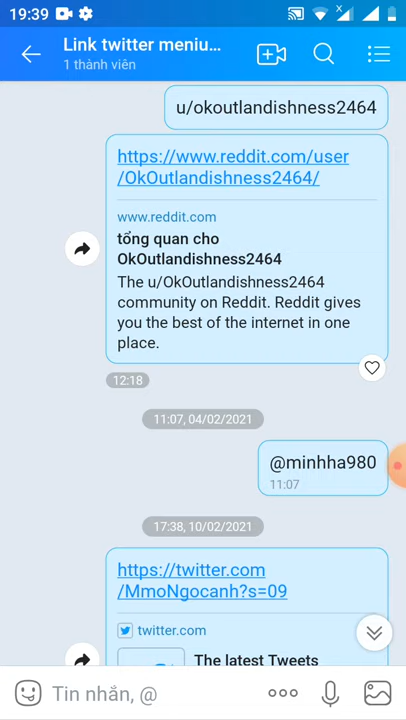 19:39
Link twitter meniu...
1 thành viên
u/okoutlandishness2464
https://www.reddit.com/user
/OkOutlandishness2464/
www.reddit.com
tổng quan cho
OkOutlandishness2464
The u/OkOutlandishness2464
community on Reddit. Reddit gives
you the best of the internet in one
place.
12:18
11:07, 04/02/2021
@minhha980
11:07
17:38, 10/02/2021
https://twitter.com
/MmoNgocanh?s=09
twitter.com
The latest Tweets
Tin nhắn, @